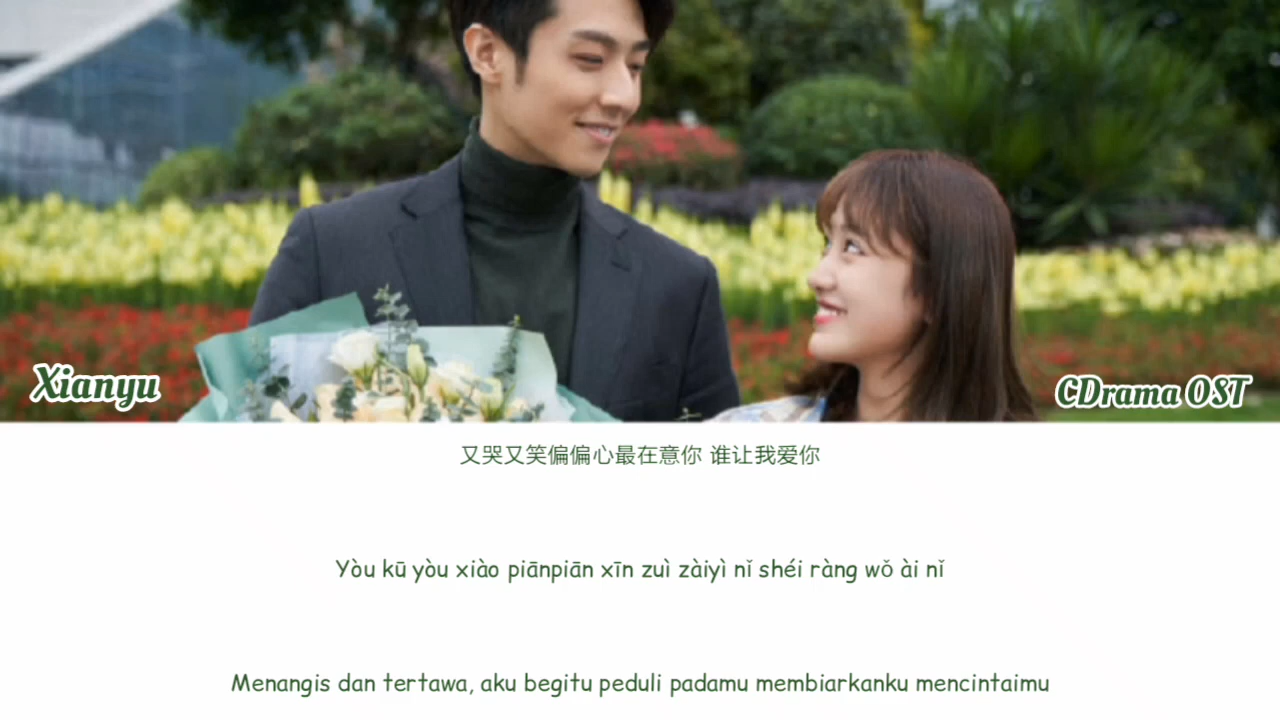 Xianyu
CDrama OST
又哭又笑偏偏心最在意你 谁让我爱你
Yòu kū yòu xiào piānpiān xīn zuì zàiyì nǐ shéi ràng wǒ ài nǐ
Menangis dan tertawa, aku begitu peduli padamu membiarkanku mencintaimu